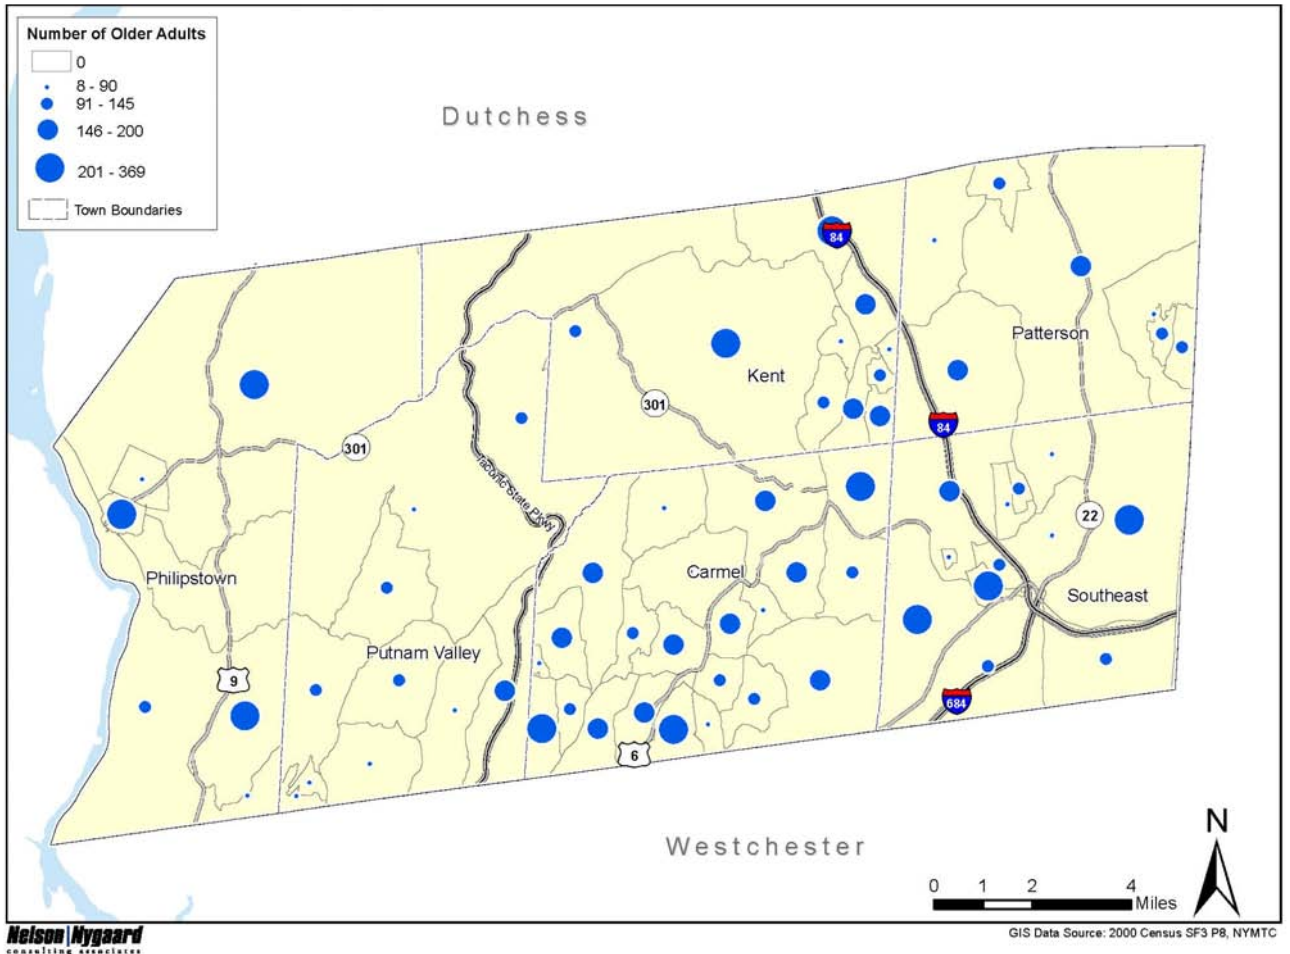 Number of Older Adults
0
8 - 90
91 - 145
146 - 200
201 - 369
Town Boundaries
Dutchess
84
Patterson
Kent
301
84
301
Taconic State Pkwy
22
Carmel
Philipstown
Southeast
Putnam Valley
9
684
6
Westchester
N
0 1 2 4
Miles
Nelson|Nygaard
consulting associates
GIS Data Source: 2000 Census SF3 P8, NYMTC